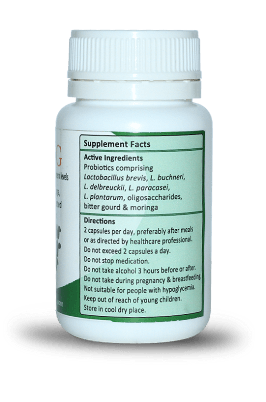 G
Supplement Facts
Active Ingredients
Probiotics comprising
Lactobacillus brevis, L. buchneri,
L. delbreuckii, L. paracasei,
L. plantarum, oligosaccharides,
bitter gourd & moringa
Directions
2 capsules per day, preferably after meals
or as directed by healthcare professional.
Do not exceed 2 capsules a day.
Do not stop medication.
Do not take alcohol 3 hours before or after.
Do not take during pregnancy & breastfeeding.
Not suitable for people with hypoglycemia.
Keep out of reach of young children.
Store in cool dry place.